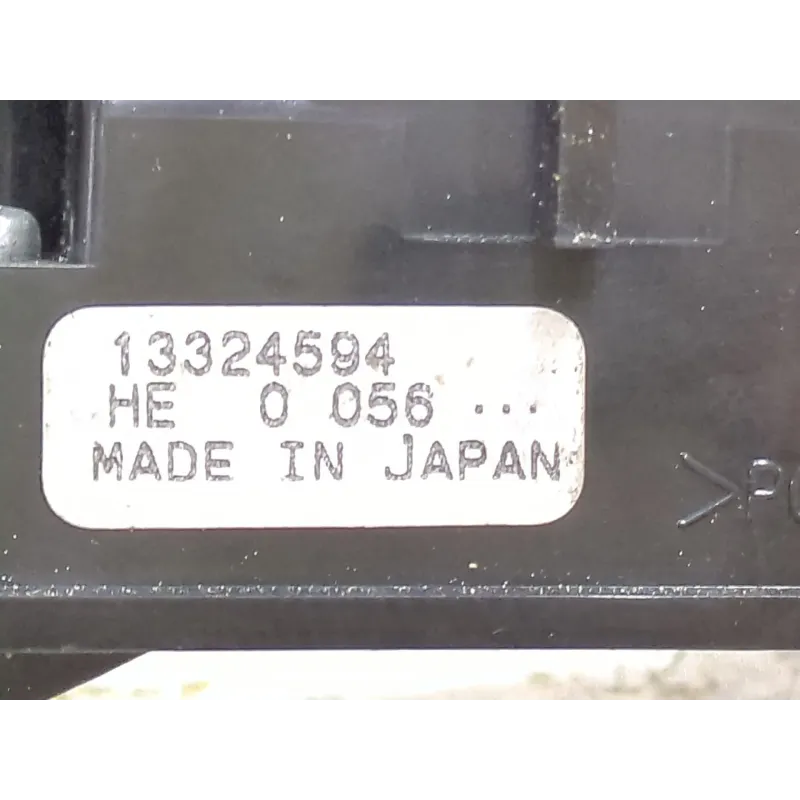 13324594
HE 0 056 ...
MADE IN JAPAN
>P